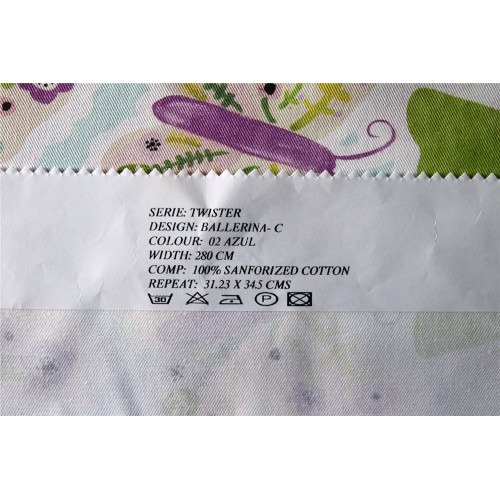 SERIE: TWISTER
DESIGN: BALLERINA- C
COLOUR: 02 AZUL
WIDTH: 280 CM
COMP: 100% SANFORIZED COTTON
REPEAT: 31.23 X 34.5 CMS
30 P